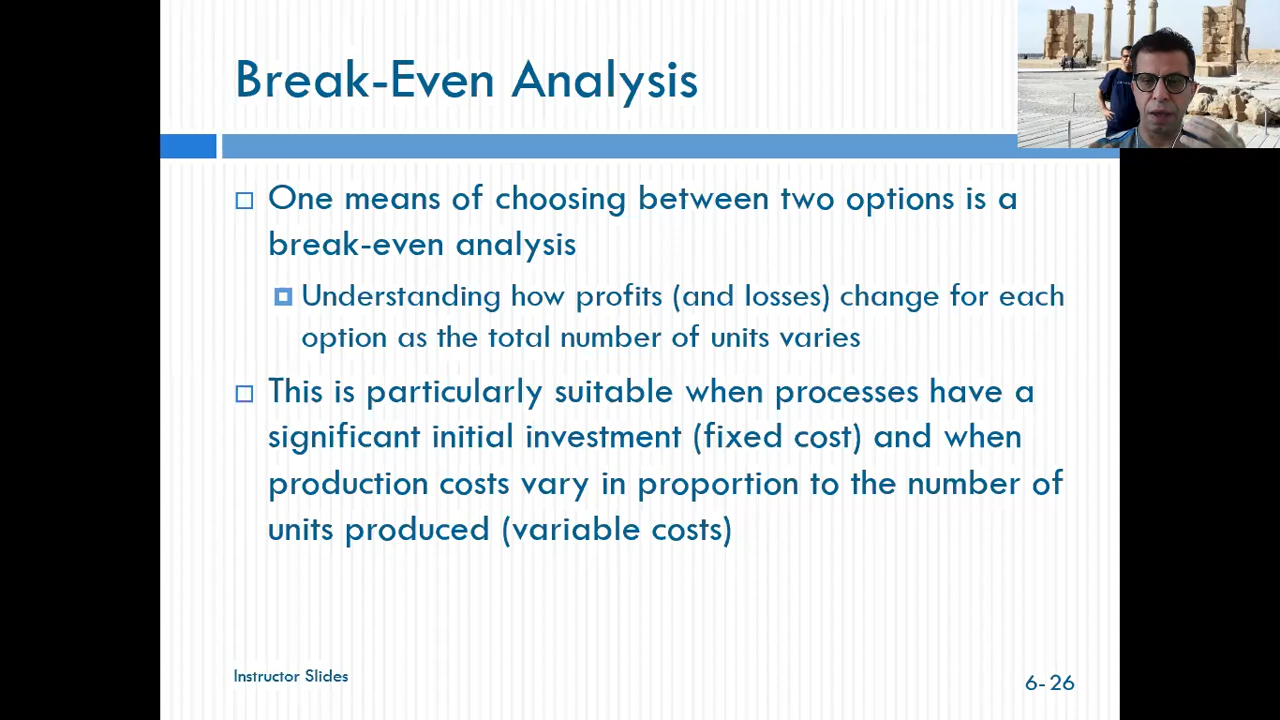 Break-Even Analysis
One means of choosing between two options is a
break-even analysis
Understanding how profits (and losses) change for each
option as the total number of units varies
This is particularly suitable when processes have a
significant initial investment (fixed cost) and when
production costs vary in proportion to the number of
units produced (variable costs)
Instructor Slides
6-26